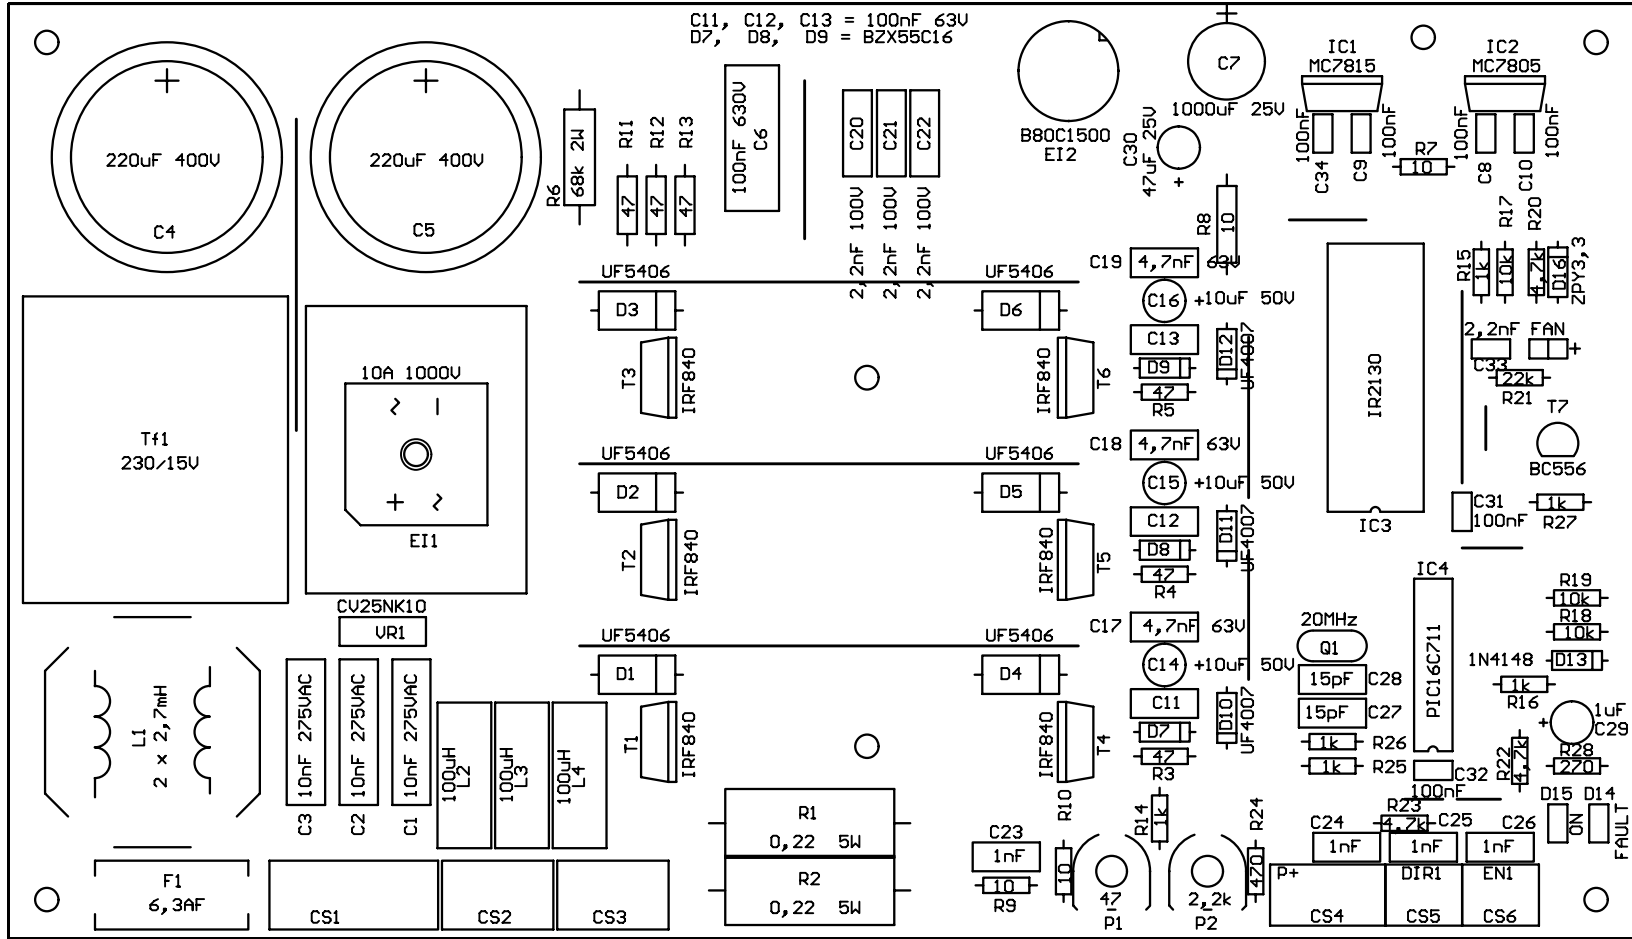 C11, C12, C13 = 100nF 63V
D7, D8, D9 = BZX55C16
220uF 400V
C4
220uF 400V
C5
R6
68k 2W
R11
47
R12
47
R13
47
100nF 630V
C6
C20
2,2nF 100V
C21
2,2nF 100V
C22
2,2nF 100V
B80C1500
EI2
C7
1000uF 25V
C30
47uF 25V
+
IC1
MC7815
100nF
C34
C9
100nF
R7
10
IC2
MC7805
100nF
C8
C10
100nF
R8
10
R15
1k
R17
10k
R20
4,7k
D16
ZPY3,3
2,2nF
C33
FAN
+
22k
R21
T7
BC556
C31
100nF
1k
R27
IR2130
IC3
Tf1
230/15V
10A 1000V
~ −
+ ~
EI1
CV25NK10
VR1
UF5406
D3
T3
IRF840
UF5406
D6
IRF840
T6
C19
4,7nF 63V
C16
+10uF 50V
C13
D9
47
R5
D12
UF4007
UF5406
D2
T2
IRF840
UF5406
D5
IRF840
T5
C18
4,7nF 63V
C15
+10uF 50V
C12
D8
47
R4
D11
UF4007
UF5406
D1
T1
IRF840
UF5406
D4
IRF840
T4
C17
4,7nF 63V
C14
+10uF 50V
C11
D7
47
R3
D10
UF4007
L1
2 x 2,7mH
10nF 275VAC
C3
10nF 275VAC
C2
10nF 275VAC
C1
100uH
L2
100uH
L3
100uH
L4
IC4
PIC16C711
20MHz
Q1
15pF C28
15pF C27
1k R26
1k R25
R19
10k
R18
10k
1N4148 D13
1k
R16
+
1uF
C29
R22
4,7k
R28
270
C32
100nF
D15
ON
D14
FAULT
F1
6,3AF
CS1
CS2
CS3
R1
0,22 5W
R2
0,22 5W
C23
1nF
10
R9
R10
10
R14
1k
47
P1
2,2k
P2
R24
470
C24
1nF
R23
4,7k
C25
1nF
C26
1nF
P+
CS4
DIR1
CS5
EN1
CS6